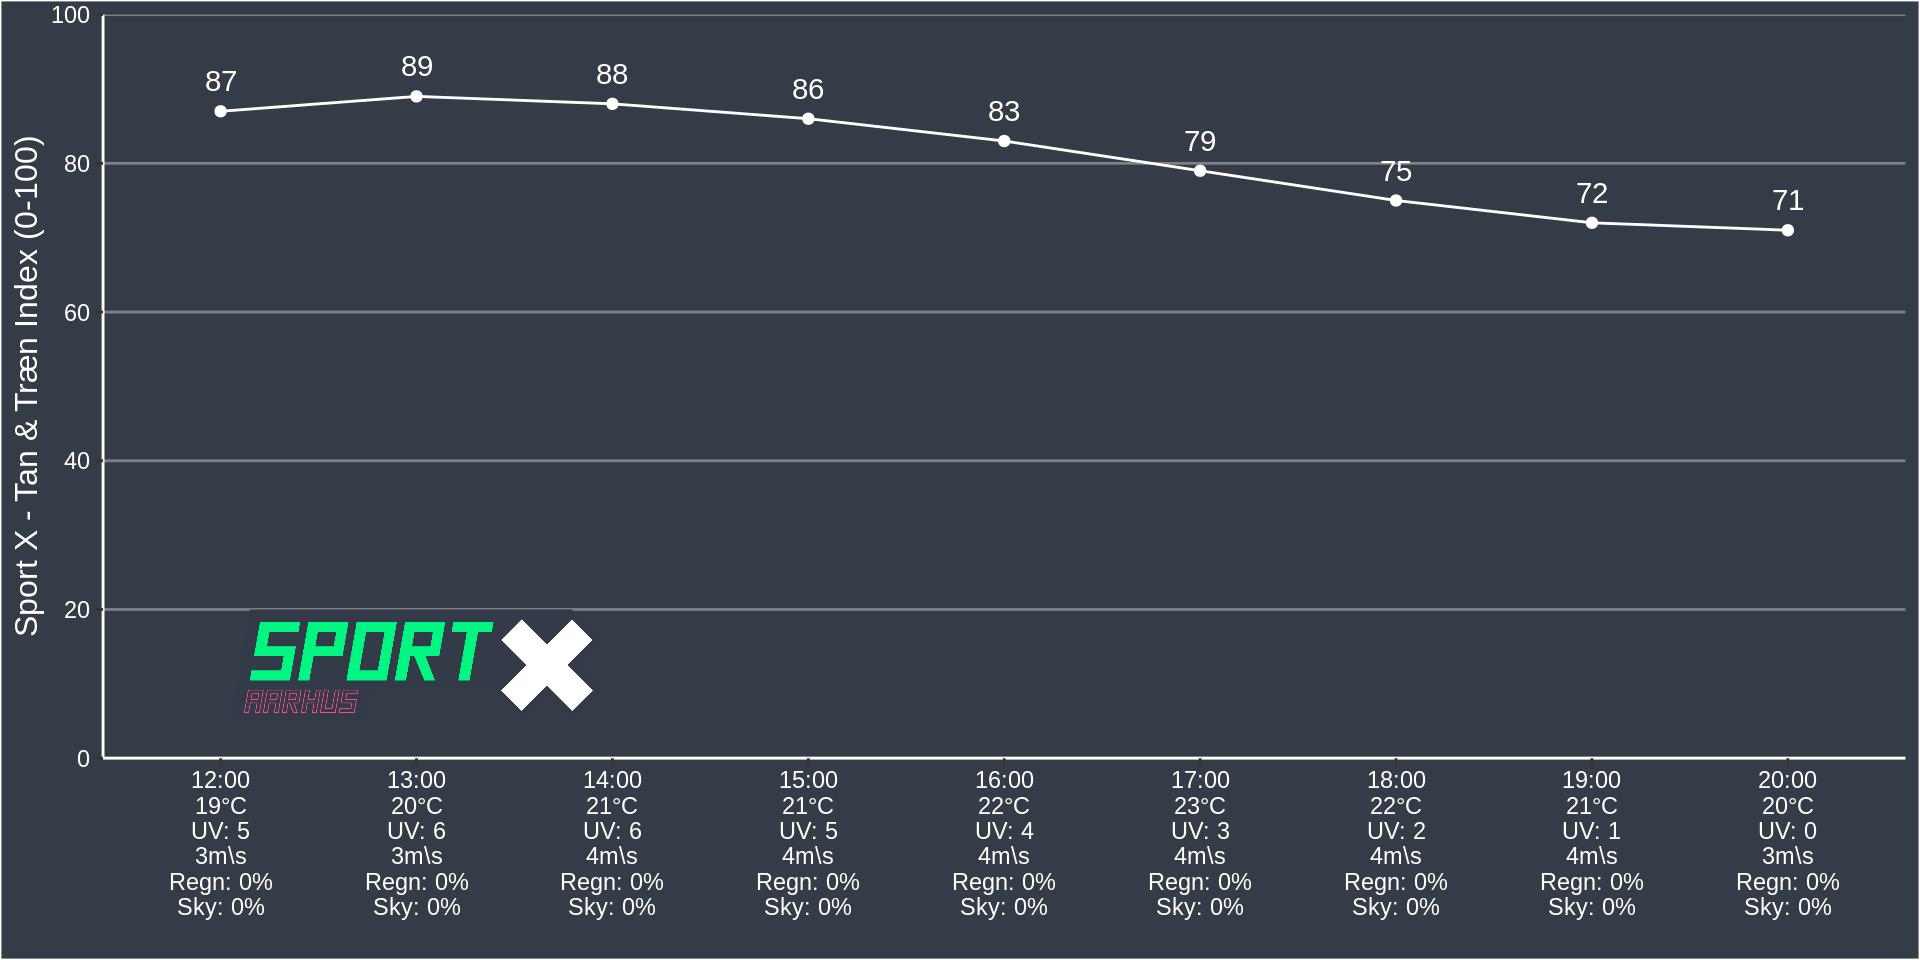 Sport X - Tan & Træn Index (0-100)
100
80
60
40
20
0
87
89
88
86
83
79
75
72
71
SPORT X
AARHUS
12:00
19°C
UV: 5
3m\s
Regn: 0%
Sky: 0%
13:00
20°C
UV: 6
3m\s
Regn: 0%
Sky: 0%
14:00
21°C
UV: 6
4m\s
Regn: 0%
Sky: 0%
15:00
21°C
UV: 5
4m\s
Regn: 0%
Sky: 0%
16:00
22°C
UV: 4
4m\s
Regn: 0%
Sky: 0%
17:00
23°C
UV: 3
4m\s
Regn: 0%
Sky: 0%
18:00
22°C
UV: 2
4m\s
Regn: 0%
Sky: 0%
19:00
21°C
UV: 1
4m\s
Regn: 0%
Sky: 0%
20:00
20°C
UV: 0
3m\s
Regn: 0%
Sky: 0%